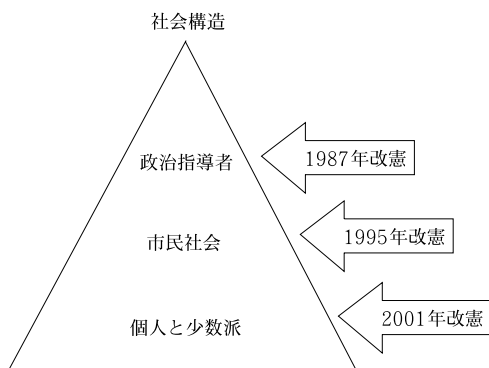 社会構造
政治指導者
1987年改憲
市民社会
1995年改憲
個人と少数派
2001年改憲